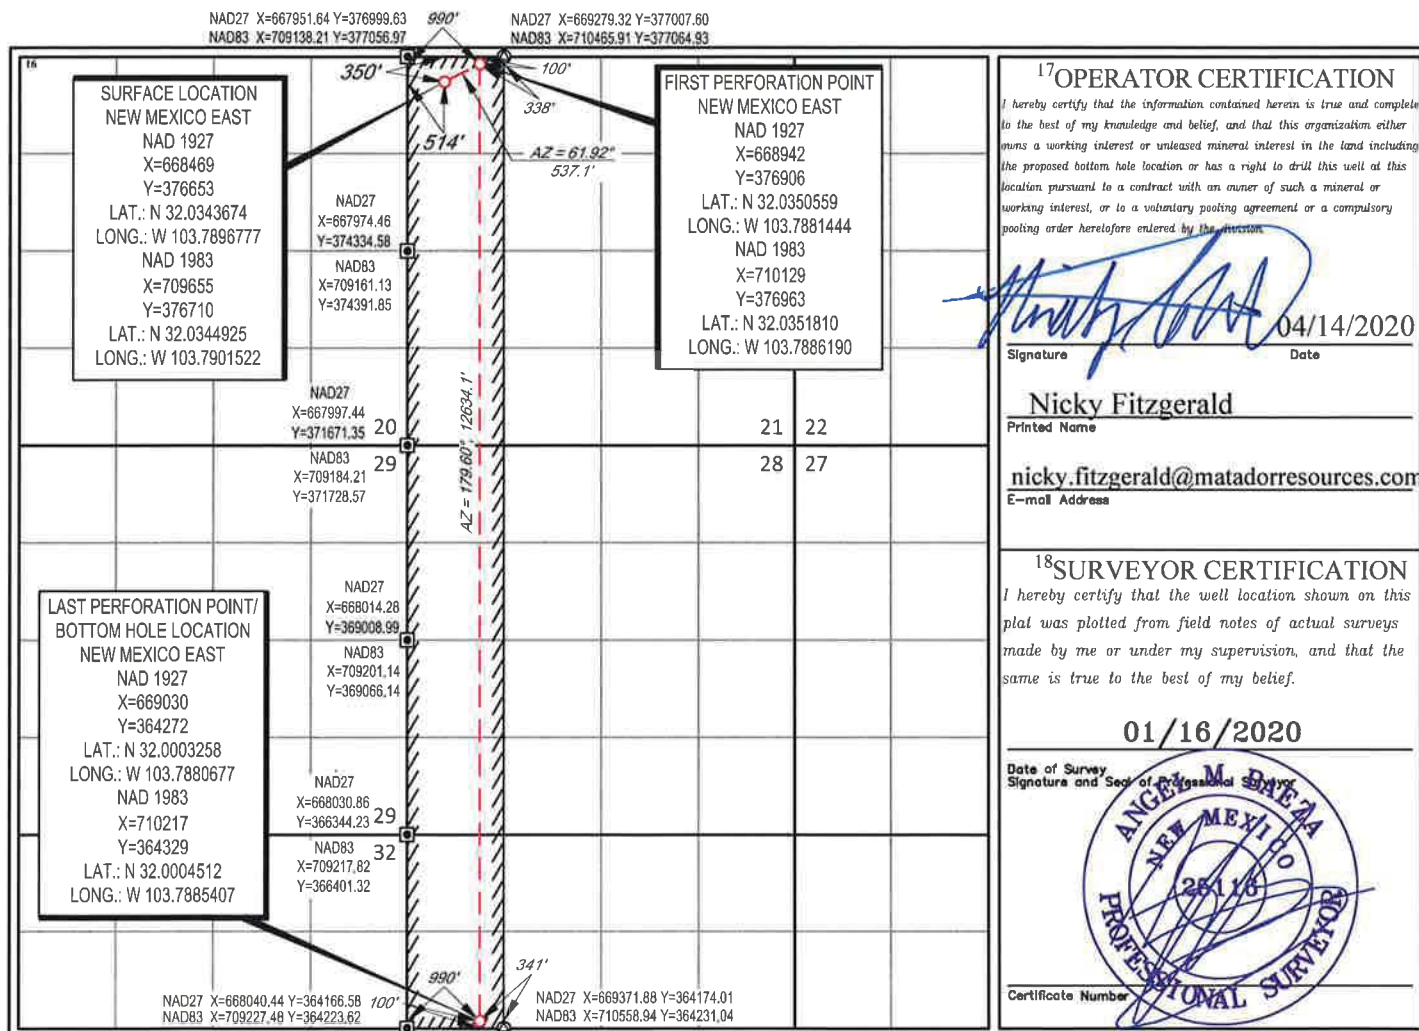 NAD27 X=667951.64 Y=376999.63
NAD83 X=709138.21 Y=377056.97
990'
NAD27 X=669279.32 Y=377007.60
NAD83 X=710465.91 Y=377064.93
16
SURFACE LOCATION
NEW MEXICO EAST
NAD 1927
X=668469
Y=376653
LAT.: N 32.0343674
LONG.: W 103.7896777
NAD 1983
X=709655
Y=376710
LAT.: N 32.0344925
LONG.: W 103.7901522
350'
514'
100'
338'
AZ = 61.92°
537.1'
FIRST PERFORATION POINT
NEW MEXICO EAST
NAD 1927
X=668942
Y=376906
LAT.: N 32.0350559
LONG.: W 103.7881444
NAD 1983
X=710129
Y=376963
LAT.: N 32.0351810
LONG.: W 103.7886190
NAD27
X=667974.46
Y=374334.58
NAD83
X=709161.13
Y=374391.85
NAD27
X=667997.44
Y=371671.35
20
29
NAD83
X=709184.21
Y=371728.57
AZ = 179.60°, 12634.1'
21 22
28 27
NAD27
X=668014.28
Y=369008.99
NAD83
X=709201.14
Y=369066.14
LAST PERFORATION POINT/
BOTTOM HOLE LOCATION
NEW MEXICO EAST
NAD 1927
X=669030
Y=364272
LAT.: N 32.0003258
LONG.: W 103.7880677
NAD 1983
X=710217
Y=364329
LAT.: N 32.0004512
LONG.: W 103.7885407
NAD27
X=668030.86
Y=366344.23
29
32
NAD83
X=709217.82
Y=366401.32
NAD27 X=668040.44 Y=364166.58
NAD83 X=709227.48 Y=364223.62
100'
990'
341'
NAD27 X=669371.88 Y=364174.01
NAD83 X=710558.94 Y=364231.04
17 OPERATOR CERTIFICATION
I hereby certify that the information contained herein is true and complete
to the best of my knowledge and belief, and that this organization either
owns a working interest or unleased mineral interest in the land including
the proposed bottom hole location or has a right to drill this well at this
location pursuant to a contract with an owner of such a mineral or
working interest, or to a voluntary pooling agreement or a compulsory
pooling order heretofore entered by the division
04/14/2020
Signature Date
Nicky Fitzgerald
Printed Name
nicky.fitzgerald@matadorresources.com
E-mail Address
18 SURVEYOR CERTIFICATION
I hereby certify that the well location shown on this
plat was plotted from field notes of actual surveys
made by me or under my supervision, and that the
same is true to the best of my belief.
01/16/2020
Date of Survey
Signature and Seal of Professional Surveyor
ANGEL M. BAEZA
NEW MEXICO
25116
PROFESSIONAL SURVEYOR
Certificate Number